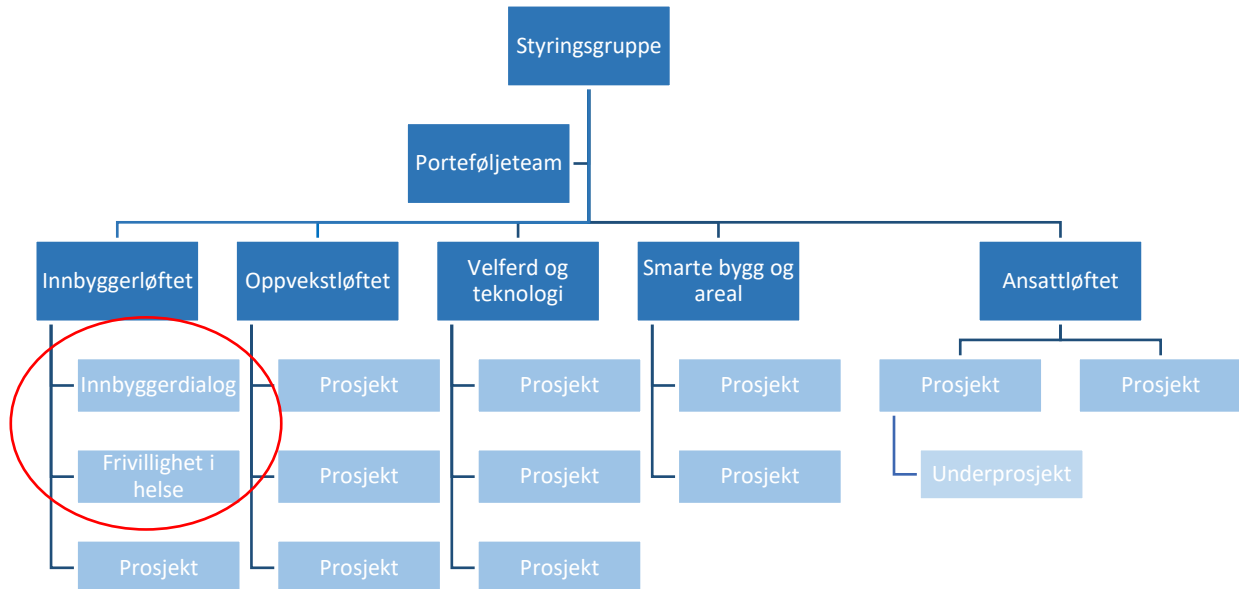 Styringsgruppe
Porteføljeteam
Innbyggerløftet
Oppvekstløftet
Velferd og
teknologi
Smarte bygg og
areal
Ansattløftet
Innbyggerdialog
Prosjekt
Prosjekt
Prosjekt
Prosjekt
Prosjekt
Frivillighet i
helse
Prosjekt
Prosjekt
Prosjekt
Underprosjekt
Prosjekt
Prosjekt
Prosjekt